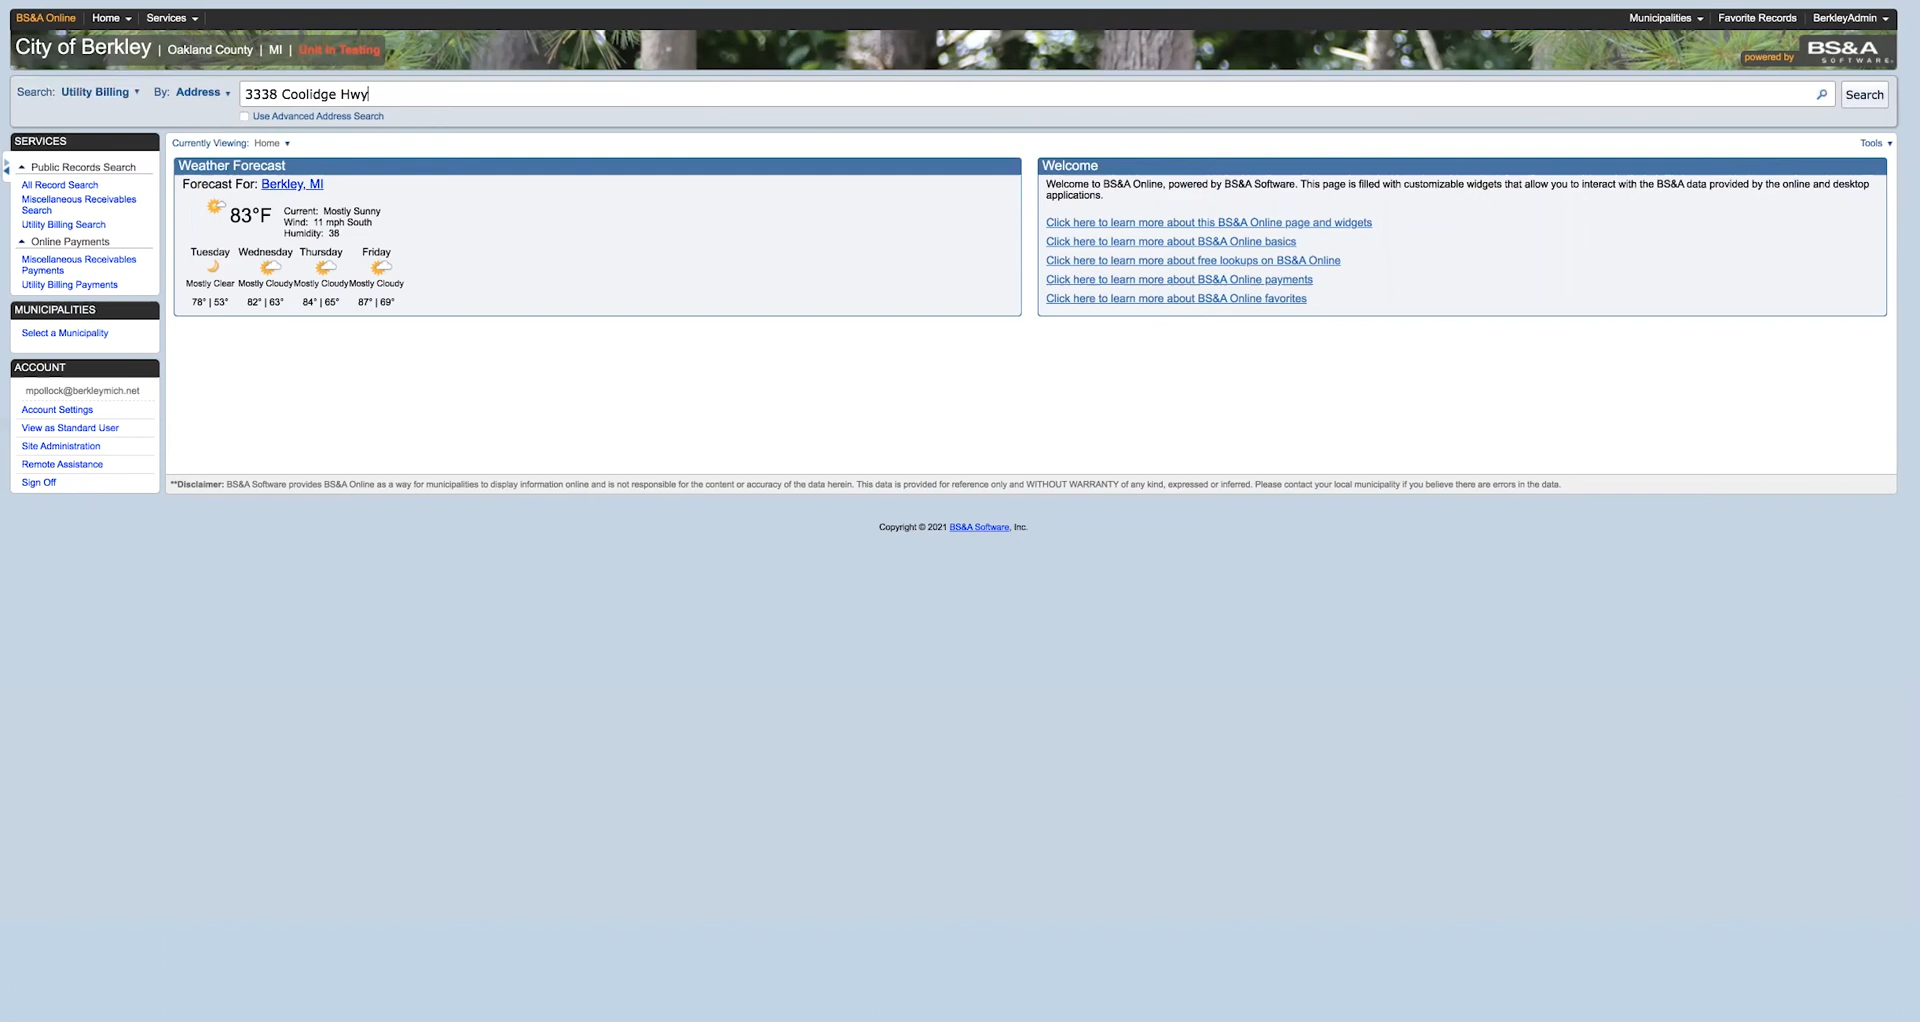 BS&A Online Home Services Municipalities Favorite Records BerkleyAdmin
City of Berkley | Oakland County | MI | Unit in Testing
powered by BS&A SOFTWARE
Search: Utility Billing By: Address 3338 Coolidge Hwy Search
Use Advanced Address Search
SERVICES
Public Records Search
All Record Search
Miscellaneous Receivables
Search
Utility Billing Search
Online Payments
Miscellaneous Receivables
Payments
Utility Billing Payments
MUNICIPALITIES
Select a Municipality
ACCOUNT
mpollock@berkleymich.net
Account Settings
View as Standard User
Site Administration
Remote Assistance
Sign Off
Currently Viewing: Home Tools
Weather Forecast
Forecast For: Berkley, MI
83°F
Current: Mostly Sunny
Wind: 11 mph South
Humidity: 38
Tuesday Wednesday Thursday Friday
Mostly Clear Mostly Cloudy Mostly Cloudy Mostly Cloudy
78° | 53° 82° | 63° 84° | 65° 87° | 69°
Welcome
Welcome to BS&A Online, powered by BS&A Software. This page is filled with customizable widgets that allow you to interact with the BS&A data provided by the online and desktop
applications.
Click here to learn more about this BS&A Online page and widgets
Click here to learn more about BS&A Online basics
Click here to learn more about free lookups on BS&A Online
Click here to learn more about BS&A Online payments
Click here to learn more about BS&A Online favorites
**Disclaimer: BS&A Software provides BS&A Online as a way for municipalities to display information online and is not responsible for the content or accuracy of the data herein. This data is provided for reference only and WITHOUT WARRANTY of any kind, expressed or inferred. Please contact your local municipality if you believe there are errors in the data.
Copyright © 2021 BS&A Software, Inc.